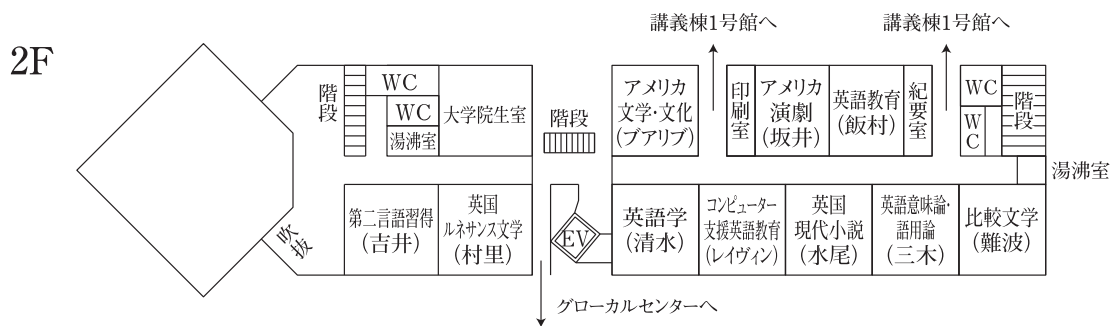 講義棟1号館へ
講義棟1号館へ
2F
階段
WC
WC
湯沸室
大学院生室
階段
アメリカ
文学・文化
(ブアリブ)
印刷室
アメリカ
演劇
(坂井)
英語教育
(飯村)
紀要室
WC
WC
階段
湯沸室
吹抜
第二言語習得
(吉井)
英国
ルネサンス文学
(村里)
EV
英語学
(清水)
コンピューター
支援英語教育
(レイヴィン)
英国
現代小説
(水尾)
英語意味論・
語用論
(三木)
比較文学
(難波)
グローカルセンターへ